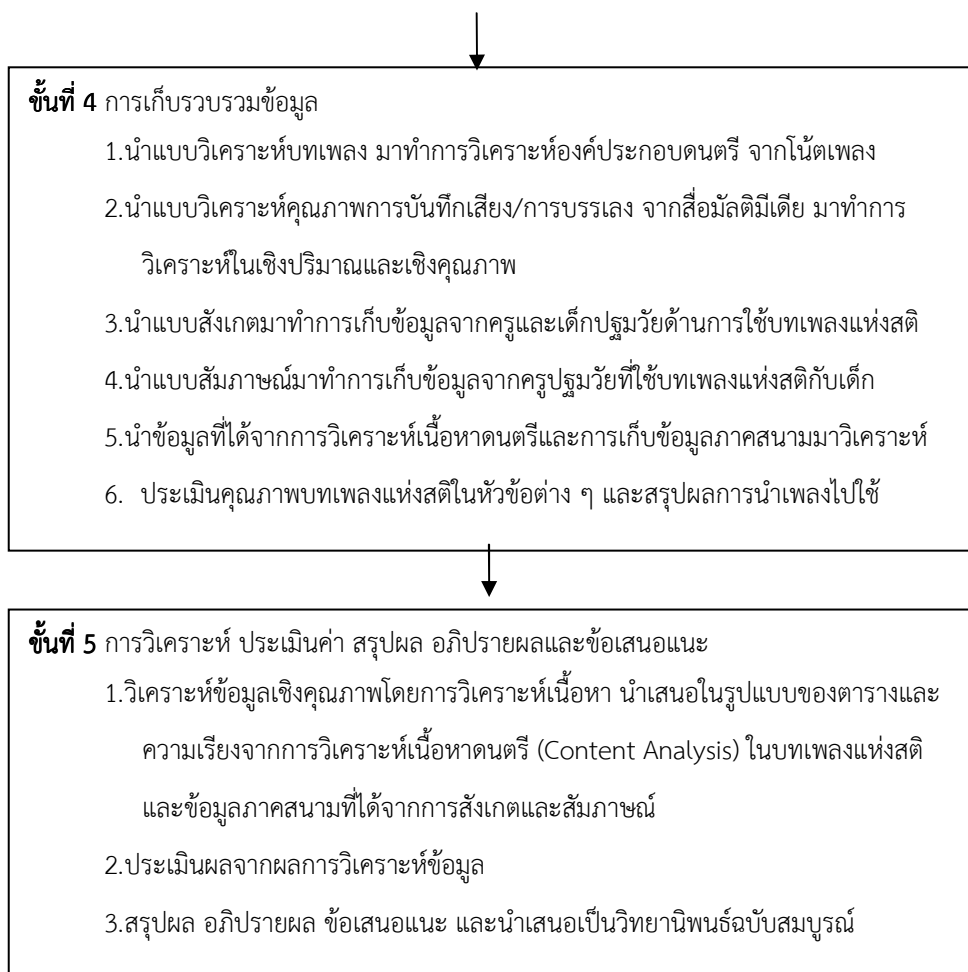 ขั้นที่ 4 การเก็บรวบรวมข้อมูล
1.นำแบบวิเคราะห์บทเพลง มาทำการวิเคราะห์องค์ประกอบดนตรี จากโน้ตเพลง
2.นำแบบวิเคราะห์คุณภาพการบันทึกเสียง/การบรรเลง จากสื่อมัลติมีเดีย มาทำการ
วิเคราะห์ในเชิงปริมาณและเชิงคุณภาพ
3.นำแบบสังเกตมาทำการเก็บข้อมูลจากครูและเด็กปฐมวัยด้านการใช้บทเพลงแห่งสติ
4.นำแบบสัมภาษณ์มาทำการเก็บข้อมูลจากครูปฐมวัยที่ใช้บทเพลงแห่งสติกับเด็ก
5.นำข้อมูลที่ได้จากการวิเคราะห์เนื้อหาดนตรีและการเก็บข้อมูลภาคสนามมาวิเคราะห์
6. ประเมินคุณภาพบทเพลงแห่งสติในหัวข้อต่าง ๆ และสรุปผลการนำเพลงไปใช้
ขั้นที่ 5 การวิเคราะห์ ประเมินค่า สรุปผล อภิปรายผลและข้อเสนอแนะ
1.วิเคราะห์ข้อมูลเชิงคุณภาพโดยการวิเคราะห์เนื้อหา นำเสนอในรูปแบบของตารางและ
ความเรียงจากการวิเคราะห์เนื้อหาดนตรี (Content Analysis) ในบทเพลงแห่งสติ
และข้อมูลภาคสนามที่ได้จากการสังเกตและสัมภาษณ์
2.ประเมินผลจากผลการวิเคราะห์ข้อมูล
3.สรุปผล อภิปรายผล ข้อเสนอแนะ และนำเสนอเป็นวิทยานิพนธ์ฉบับสมบูรณ์